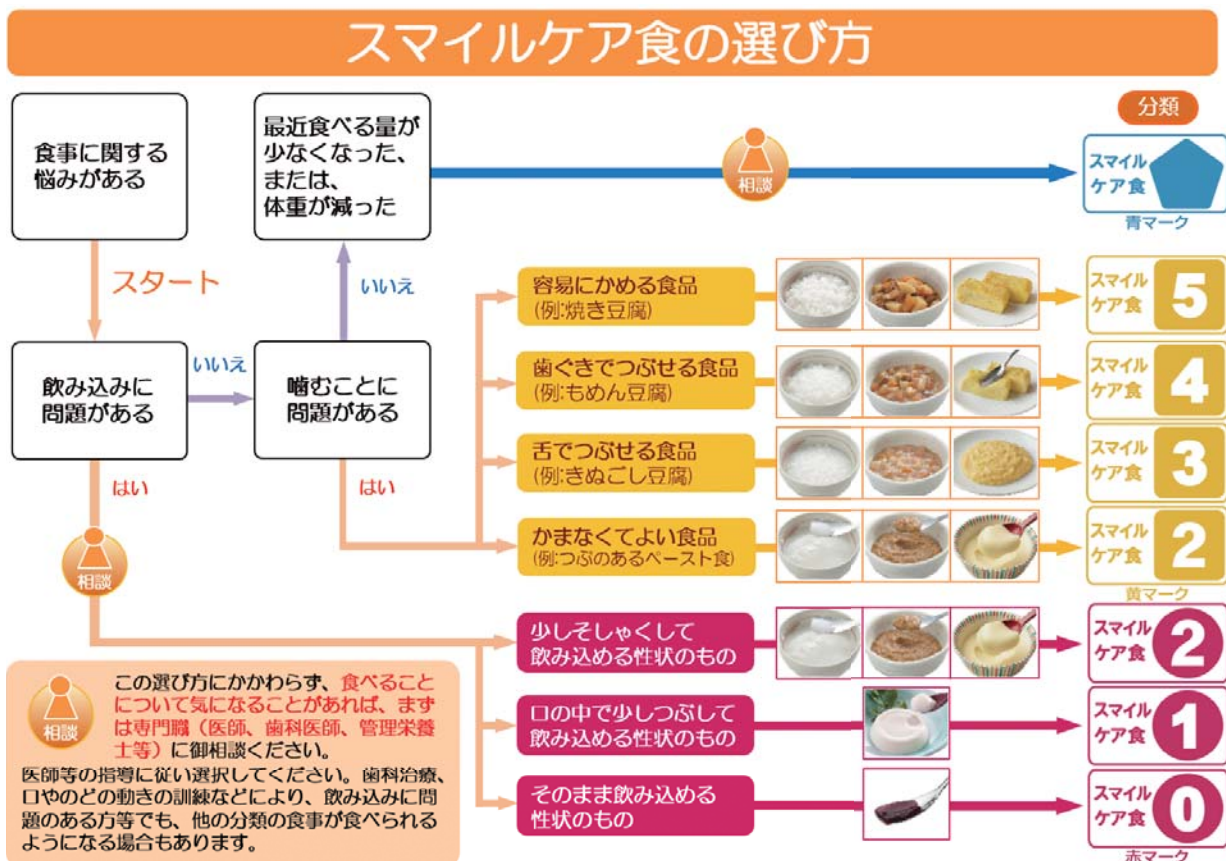 スマイルケア食の選び方
食事に関する
悩みがある
最近食べる量が
少なくなった、
または、
体重が減った
相談
分類
スマイル
ケア食
青マーク
スタート
いいえ
飲み込みに
問題がある
いいえ
噛むことに
問題がある
はい
はい
相談
容易にかめる食品
(例:焼き豆腐)
スマイル
ケア食
5
歯ぐきでつぶせる食品
(例:もめん豆腐)
スマイル
ケア食
4
舌でつぶせる食品
(例:きぬごし豆腐)
スマイル
ケア食
3
かまなくてよい食品
(例:つぶのあるペースト食)
スマイル
ケア食
2
黄マーク
少しそしゃくして
飲み込める性状のもの
スマイル
ケア食
2
口の中で少しつぶして
飲み込める性状のもの
スマイル
ケア食
1
そのまま飲み込める
性状のもの
スマイル
ケア食
0
赤マーク
相談
この選び方にかかわらず、食べること
について気になることがあれば、まず
は専門職（医師、歯科医師、管理栄養
士等）に御相談ください。
医師等の指導に従い選択してください。歯科治療、
口やのどの動きの訓練などにより、飲み込みに問
題のある方等でも、他の分類の食事が食べられる
ようになる場合もあります。